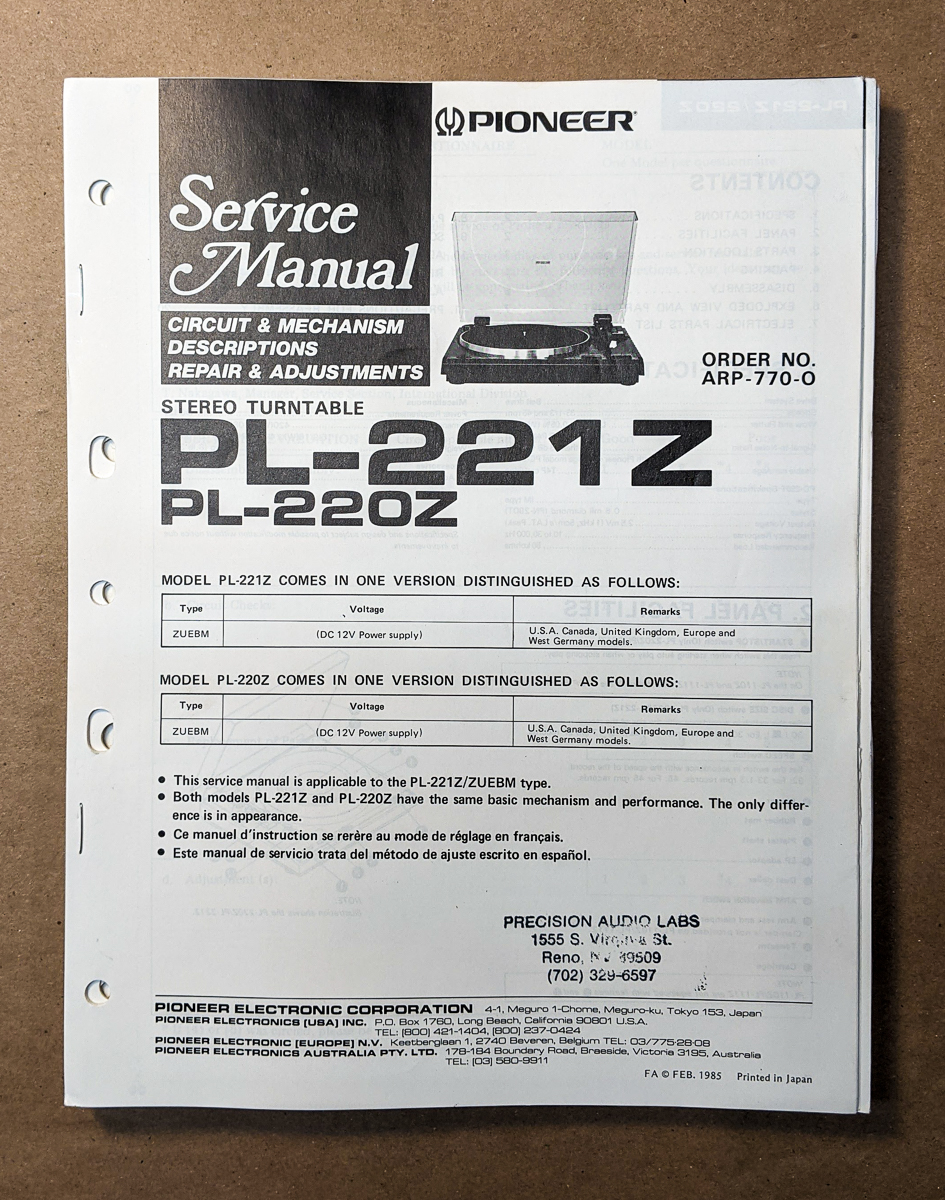 PIONEER®
Service
Manual
CIRCUIT & MECHANISM
DESCRIPTIONS
REPAIR & ADJUSTMENTS
ORDER NO.
ARP-770-0
STEREO TURNTABLE
PL-221Z
PL-220Z
MODEL PL-221Z COMES IN ONE VERSION DISTINGUISHED AS FOLLOWS:
Type Voltage Remarks
ZUEBM (DC 12V Power supply) U.S.A. Canada, United Kingdom, Europe and
West Germany models.
MODEL PL-220Z COMES IN ONE VERSION DISTINGUISHED AS FOLLOWS:
Type Voltage Remarks
ZUEBM (DC 12V Power supply) U.S.A. Canada, United Kingdom, Europe and
West Germany models.
• This service manual is applicable to the PL-221Z/ZUEBM type.
• Both models PL-221Z and PL-220Z have the same basic mechanism and performance. The only differ-
ence is in appearance.
• Ce manuel d'instruction se rerère au mode de réglage en français.
• Este manual de servicio trata del método de ajuste escrito en español.
PRECISION AUDIO LABS
1555 S. St.
Reno, 89509
(702) 329-6597
PIONEER ELECTRONIC CORPORATION 4-1, Meguro 1-Chome, Meguro-ku, Tokyo 153, Japan
PIONEER ELECTRONICS (USA) INC. P.O. Box 1760, Long Beach, California 90801 U.S.A.
TEL: (800) 421-1404, (800) 237-0424
PIONEER ELECTRONIC [EUROPE] N.V. Keetberglaan 1, 2740 Beveren, Belgium TEL: 03/775·28·08
PIONEER ELECTRONICS AUSTRALIA PTY. LTD. 178-184 Boundary Road, Braeside, Victoria 3195, Australia
TEL: (03) 580-9911
FA © FEB. 1985 Printed in Japan